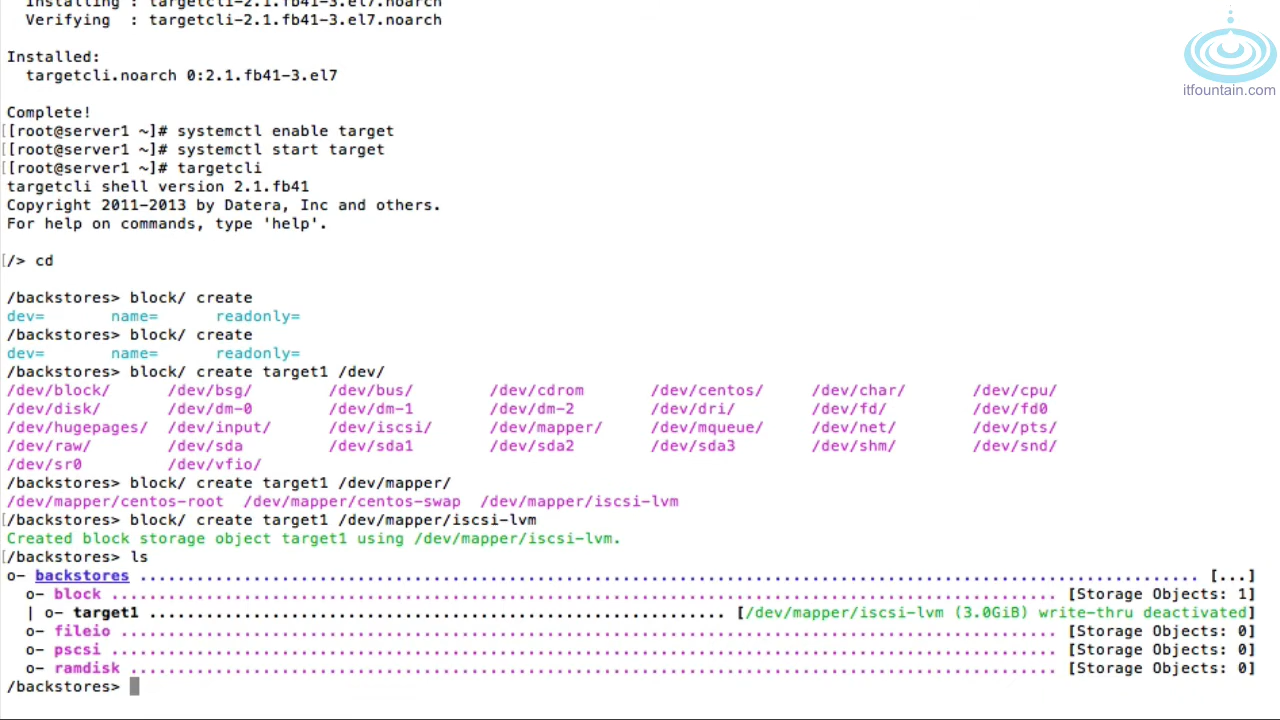 Installing : targetcli-2.1.fb41-3.el7.noarch
Verifying  : targetcli-2.1.fb41-3.el7.noarch
itfountain.com
Installed:
targetcli.noarch 0:2.1.fb41-3.el7
Complete!
[[root@server1 ~]# systemctl enable target
[[root@server1 ~]# systemctl start target
[[root@server1 ~]# targetcli
targetcli shell version 2.1.fb41
Copyright 2011-2013 by Datera, Inc and others.
For help on commands, type 'help'.
[/> cd
/backstores> block/ create
dev=       name=      readonly=
/backstores> block/ create
dev=       name=      readonly=
/backstores> block/ create target1 /dev/
/dev/block/      /dev/bsg/        /dev/bus/        /dev/cdrom       /dev/centos/     /dev/char/       /dev/cpu/
/dev/disk/       /dev/dm-0        /dev/dm-1        /dev/dm-2        /dev/dri/        /dev/fd/         /dev/fd0
/dev/hugepages/  /dev/input/      /dev/iscsi/      /dev/mapper/     /dev/mqueue/     /dev/net/        /dev/pts/
/dev/raw/        /dev/sda         /dev/sda1        /dev/sda2        /dev/sda3        /dev/shm/        /dev/snd/
/dev/sr0         /dev/vfio/
/backstores> block/ create target1 /dev/mapper/
/dev/mapper/centos-root  /dev/mapper/centos-swap  /dev/mapper/iscsi-lvm
[/backstores> block/ create target1 /dev/mapper/iscsi-lvm
Created block storage object target1 using /dev/mapper/iscsi-lvm.
[/backstores> ls
o- backstores ................................................................................................................ [...]
o- block .................................................................................................... [Storage Objects: 1]
| o- target1 ............................................................. [/dev/mapper/iscsi-lvm (3.0GiB) write-thru deactivated]
o- fileio ................................................................................................... [Storage Objects: 0]
o- pscsi .................................................................................................... [Storage Objects: 0]
o- ramdisk .................................................................................................. [Storage Objects: 0]
/backstores>